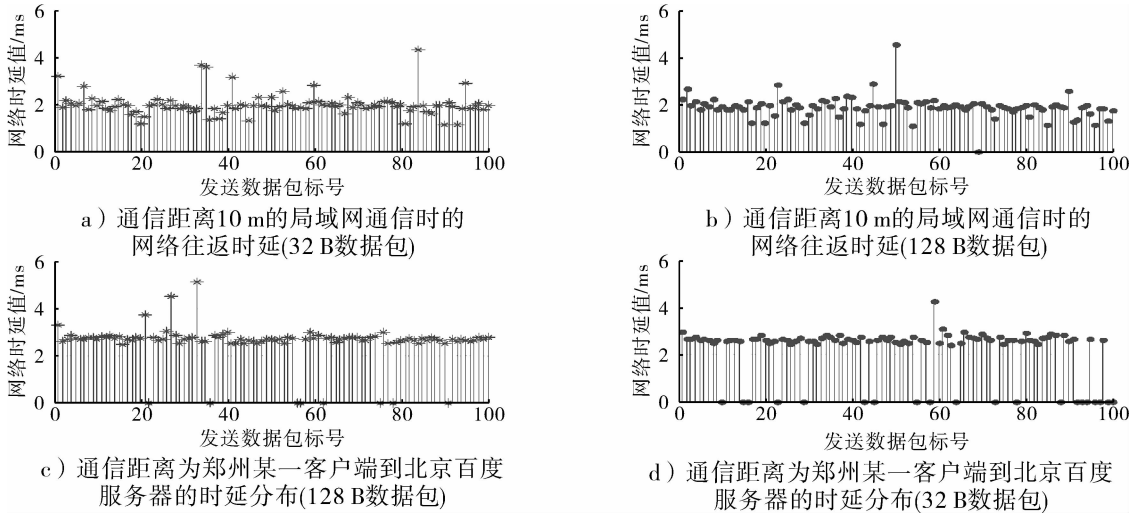 网络时延值/ms
6
4
2
0
0 20 40 60 80 100
发送数据包标号
a）通信距离10 m的局域网通信时的
网络往返时延(32 B数据包)
网络时延值/ms
6
4
2
0
0 20 40 60 80 100
发送数据包标号
b）通信距离10 m的局域网通信时的
网络往返时延(128 B数据包)
网络时延值/ms
6
4
2
0
0 20 40 60 80 100
发送数据包标号
c）通信距离为郑州某一客户端到北京百度
服务器的时延分布(128 B数据包)
网络时延值/ms
6
4
2
0
0 20 40 60 80 100
发送数据包标号
d）通信距离为郑州某一客户端到北京百度
服务器的时延分布(32 B数据包)